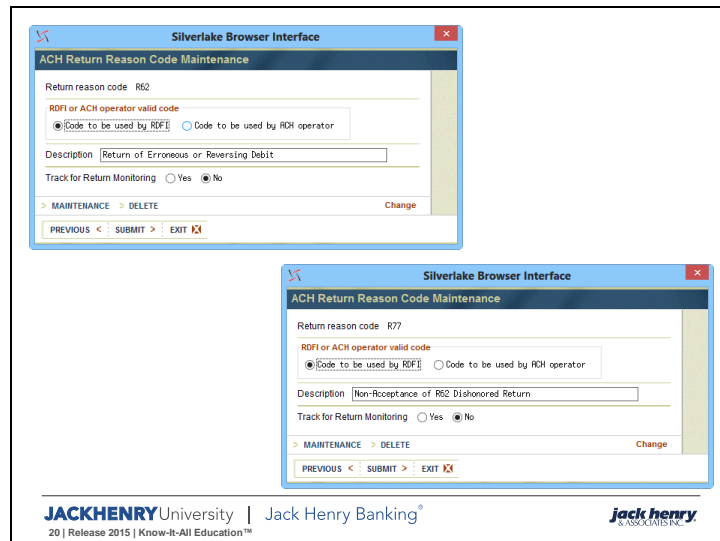 Silverlake Browser Interface
ACH Return Reason Code Maintenance
Return reason code R62
RDFI or ACH operator valid code
Code to be used by RDFI Code to be used by ACH operator
Description Return of Erroneous or Reversing Debit
Track for Return Monitoring Yes No
> MAINTENANCE > DELETE Change
PREVIOUS < SUBMIT > EXIT
Silverlake Browser Interface
ACH Return Reason Code Maintenance
Return reason code R77
RDFI or ACH operator valid code
Code to be used by RDFI Code to be used by ACH operator
Description Non-Acceptance of R62 Dishonored Return
Track for Return Monitoring Yes No
> MAINTENANCE > DELETE Change
PREVIOUS < SUBMIT > EXIT
JACKHENRY University | Jack Henry Banking®
20 | Release 2015 | Know-It-All Education™
jack henry
& ASSOCIATES INC.